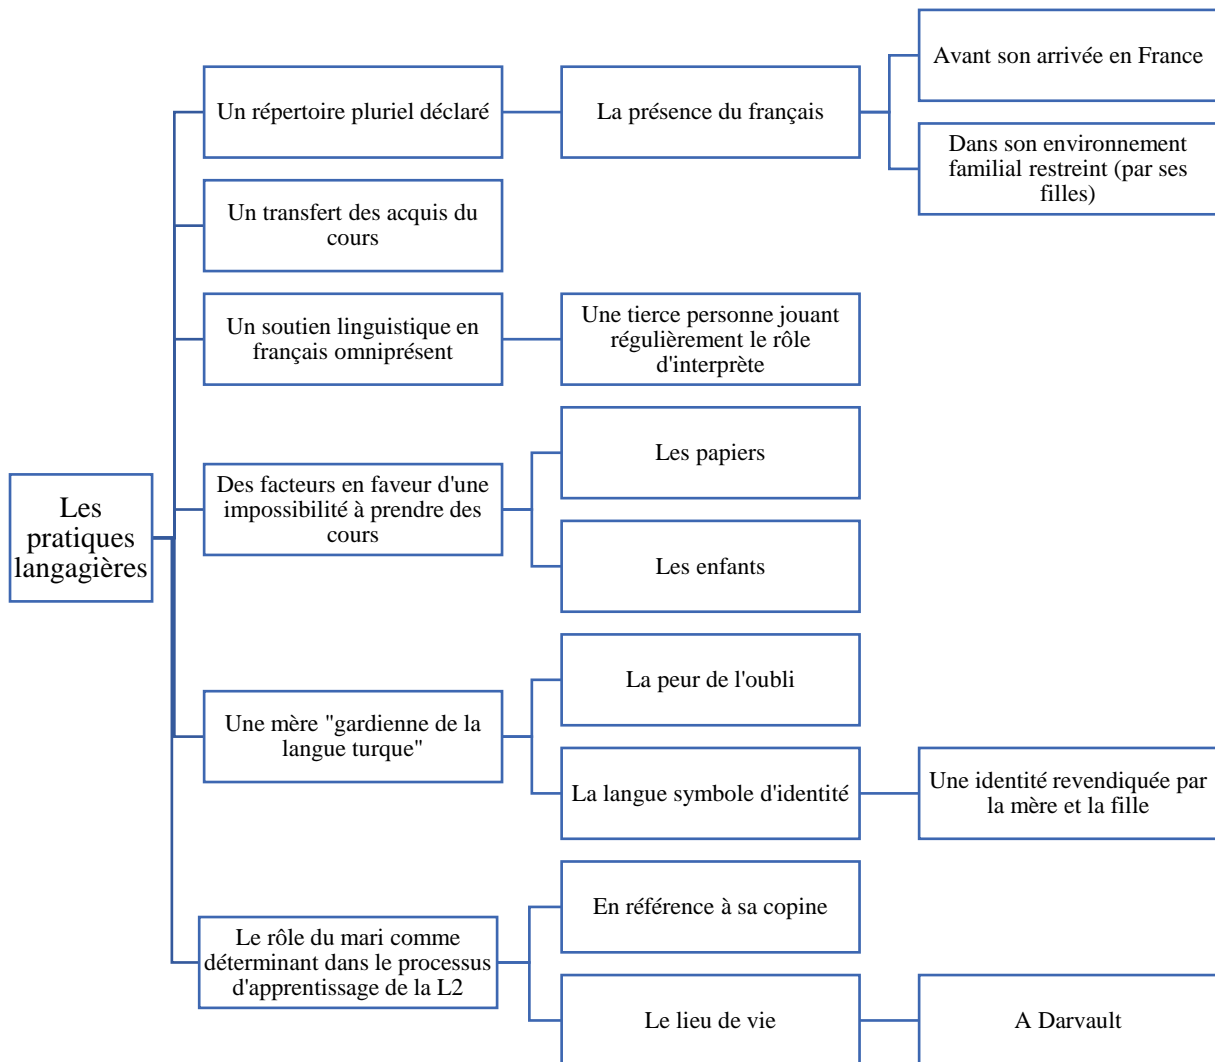 Les
pratiques
langagières
Un répertoire pluriel déclaré
La présence du français
Avant son arrivée en France
Dans son environnement
familial restreint (par ses
filles)
Un transfert des acquis du
cours
Un soutien linguistique en
français omniprésent
Une tierce personne jouant
régulièrement le rôle
d'interprète
Des facteurs en faveur d'une
impossibilité à prendre des
cours
Les papiers
Les enfants
Une mère "gardienne de la
langue turque"
La peur de l'oubli
La langue symbole d'identité
Une identité revendiquée par
la mère et la fille
Le rôle du mari comme
déterminant dans le processus
d'apprentissage de la L2
En référence à sa copine
Le lieu de vie
A Darvault